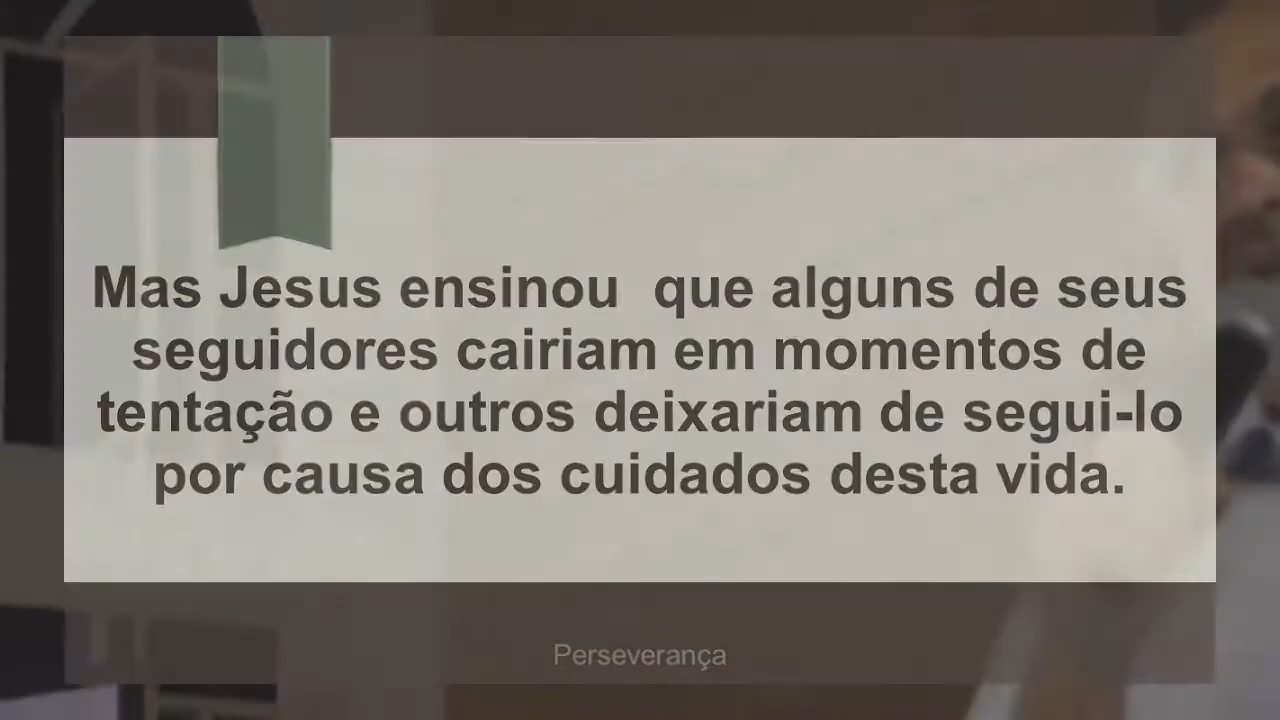 Mas Jesus ensinou  que alguns de seus
seguidores cairiam em momentos de
tentação e outros deixariam de segui-lo
por causa dos cuidados desta vida.
Perseverança